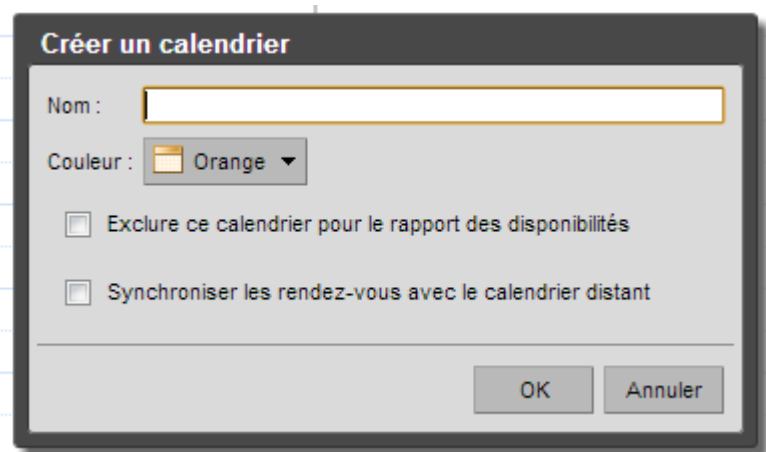 Créer un calendrier
Nom :
Couleur : Orange
Exclure ce calendrier pour le rapport des disponibilités
Synchroniser les rendez-vous avec le calendrier distant
OK Annuler